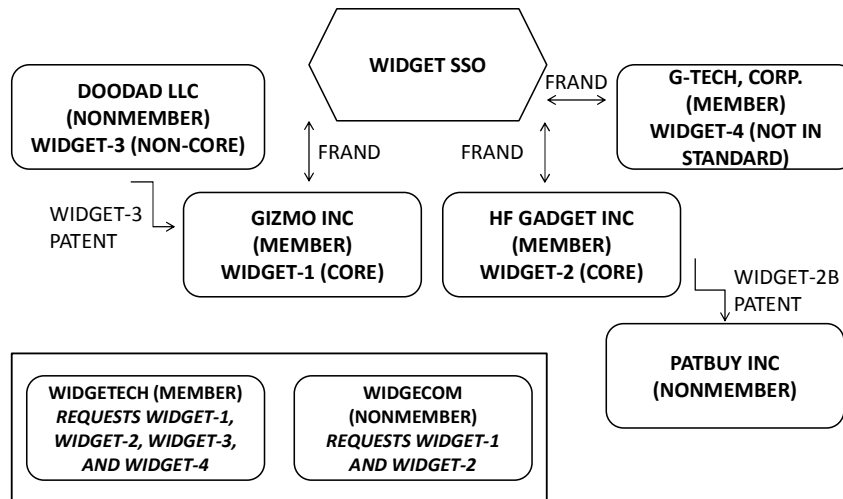 WIDGET SSO
DOODAD LLC
(NONMEMBER)
WIDGET-3 (NON-CORE)
G-TECH, CORP.
(MEMBER)
WIDGET-4 (NOT IN
STANDARD)
FRAND
FRAND
FRAND
WIDGET-3
PATENT
GIZMO INC
(MEMBER)
WIDGET-1 (CORE)
HF GADGET INC
(MEMBER)
WIDGET-2 (CORE)
WIDGET-2B
PATENT
PATBUY INC
(NONMEMBER)
WIDGETECH (MEMBER)
REQUESTS WIDGET-1,
WIDGET-2, WIDGET-3,
AND WIDGET-4
WIDGECOM
(NONMEMBER)
REQUESTS WIDGET-1
AND WIDGET-2